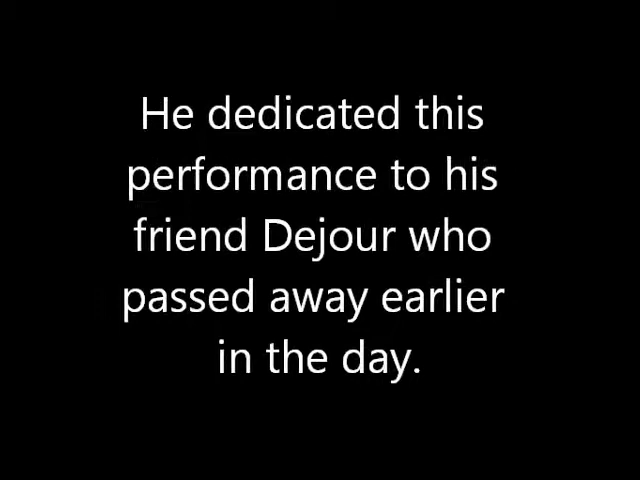 He dedicated this
performance to his
friend Dejour who
passed away earlier
in the day.